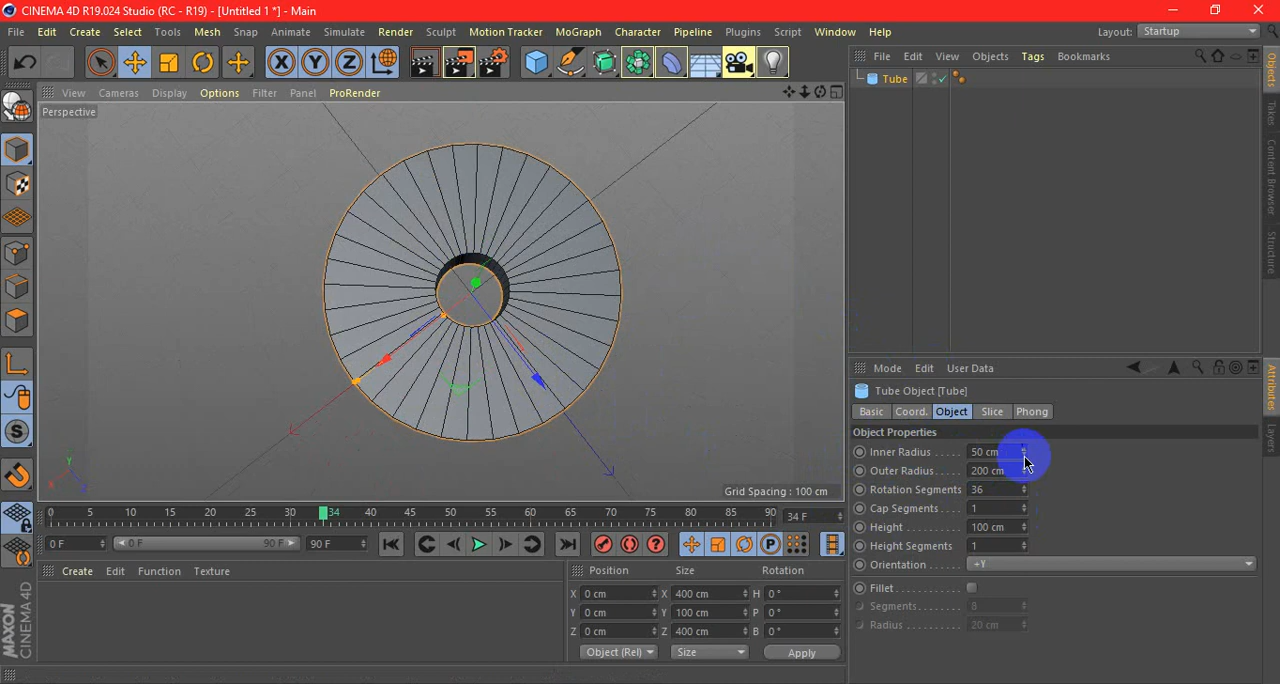 CINEMA 4D R19.024 Studio (RC - R19) - [Untitled 1 *] - Main
File Edit Create Select Tools Mesh Snap Animate Simulate Render Sculpt Motion Tracker MoGraph Character Pipeline Plugins Script Window Help Layout: Startup
File Edit View Objects Tags Bookmarks
Tube
View Cameras Display Options Filter Panel ProRender
Perspective
Grid Spacing : 100 cm
X Y Z
Objects
Takes
Content Browser
Structure
Attributes
Layers
Mode Edit User Data
Tube Object [Tube]
Basic Coord. Object Slice Phong
Object Properties
Inner Radius ..... 50 cm
Outer Radius..... 200 cm
Rotation Segments 36
Cap Segments .... 1
Height .......... 100 cm
Height Segments 1
Orientation ...... +Y
Fillet............
Segments........ 8
Radius .......... 20 cm
0 5 10 15 20 25 30 34 40 45 50 55 60 65 70 75 80 85 90 34 F
0 F 0 F 90 F 90 F
Create Edit Function Texture
Position Size Rotation
X 0 cm X 400 cm H 0 °
Y 0 cm Y 100 cm P 0 °
Z 0 cm Z 400 cm B 0 °
Object (Rel) Size Apply
MAXON
CINEMA 4D